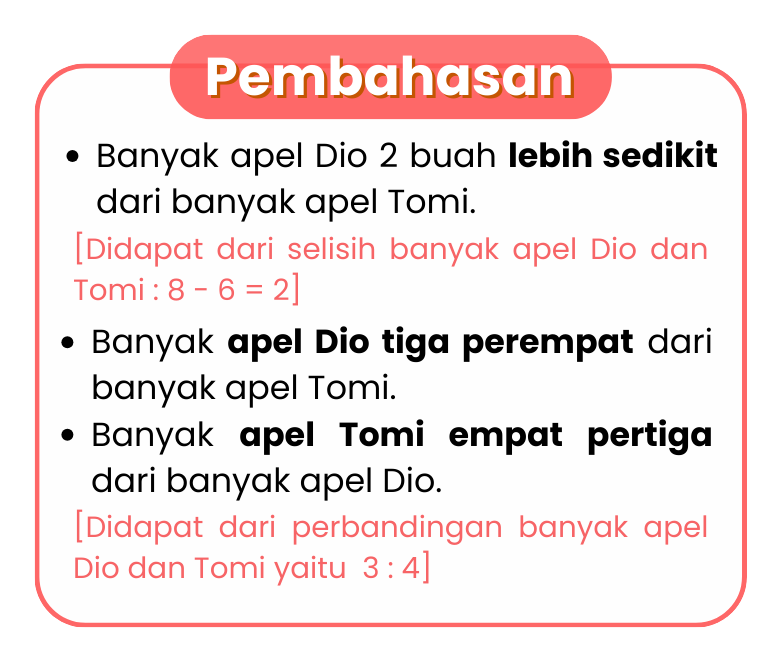 Pembahasan
• Banyak apel Dio 2 buah lebih sedikit
dari banyak apel Tomi.
[Didapat dari selisih banyak apel Dio dan
Tomi : 8 - 6 = 2]
• Banyak apel Dio tiga perempat dari
banyak apel Tomi.
• Banyak apel Tomi empat pertiga
dari banyak apel Dio.
[Didapat dari perbandingan banyak apel
Dio dan Tomi yaitu 3 : 4]